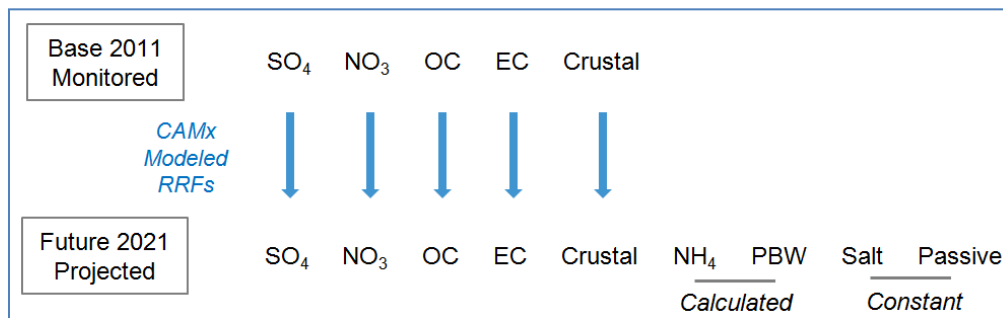 Base 2011
Monitored
SO₄ NO₃ OC EC Crustal
CAMx
Modeled
RRFs
Future 2021
Projected
SO₄ NO₃ OC EC Crustal NH₄ PBW Salt Passive
Calculated Constant